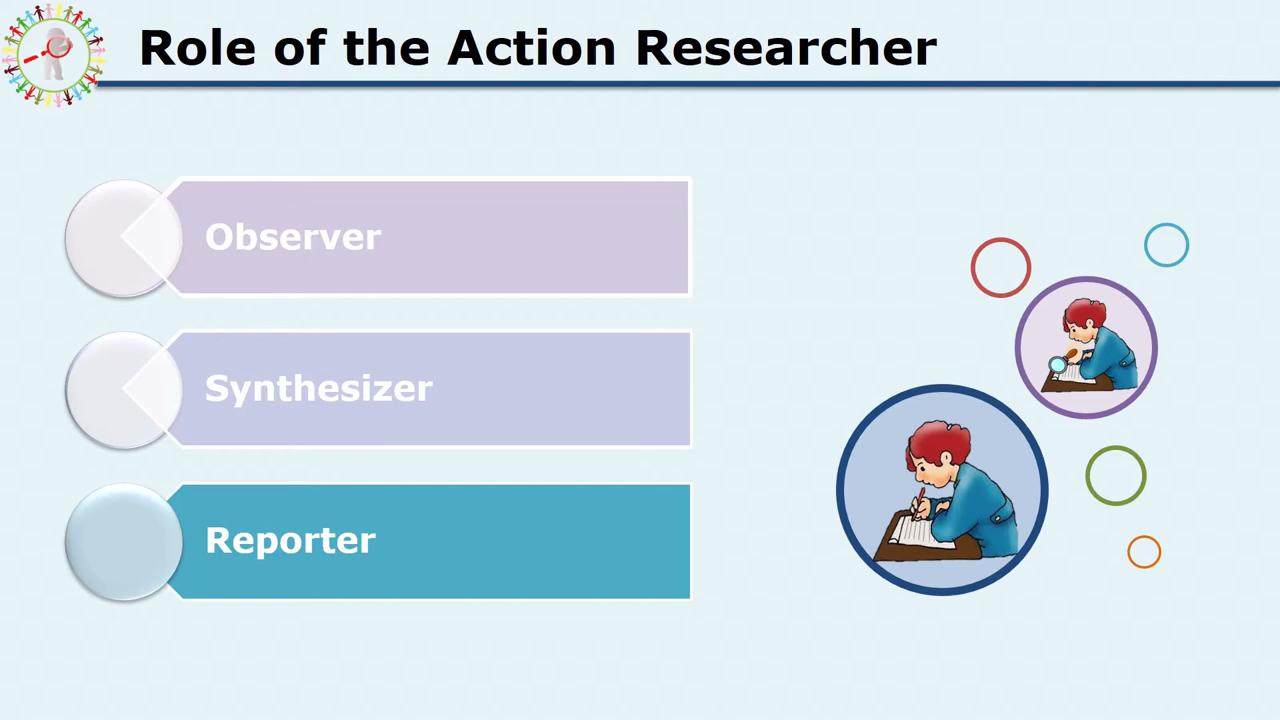 Role of the Action Researcher
Observer
Synthesizer
Reporter